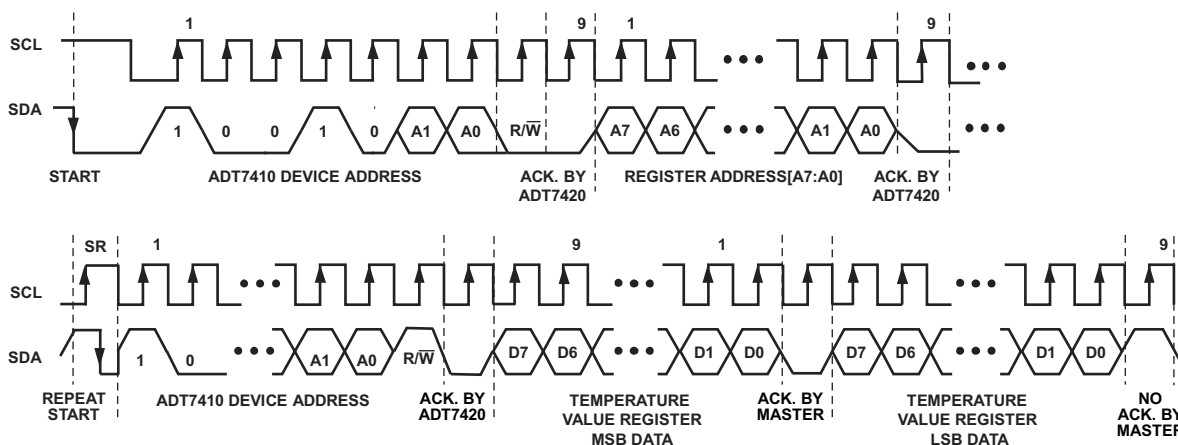 1 9 1 9
SCL
SDA
1 0 0 1 0 A1 A0 R/W̅ A7 A6 A1 A0
START ADT7410 DEVICE ADDRESS ACK. BY ADT7420 REGISTER ADDRESS[A7:A0] ACK. BY ADT7420
SR 1 9 1 9
SCL
SDA
1 0 A1 A0 R/W̅ D7 D6 D1 D0 D7 D6 D1 D0
REPEAT START ADT7410 DEVICE ADDRESS ACK. BY ADT7420 TEMPERATURE VALUE REGISTER MSB DATA ACK. BY MASTER TEMPERATURE VALUE REGISTER LSB DATA NO ACK. BY MASTER